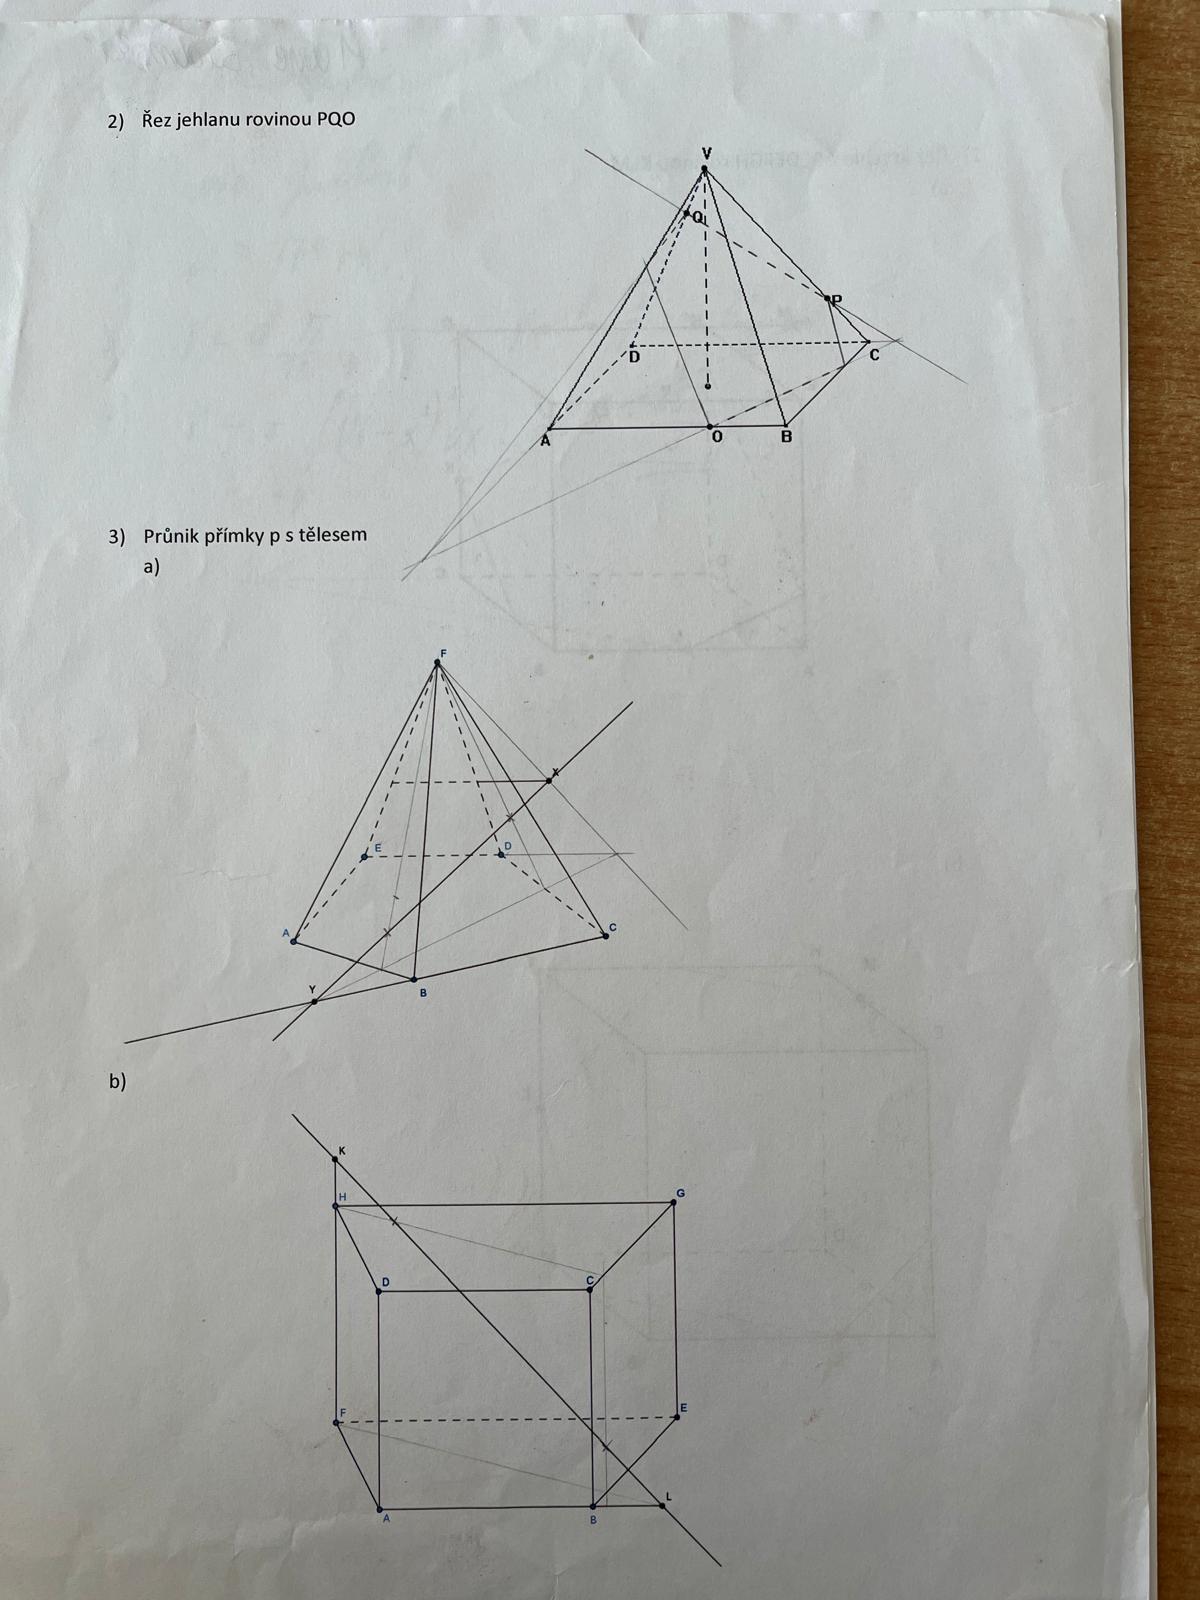 2) Řez jehlanu rovinou PQO
V
Q
P
D
C
A
O
B
3) Průnik přímky p s tělesem
a)
F
X
E
D
A
C
Y
B
b)
K
H
G
D
C
F
E
L
A
B